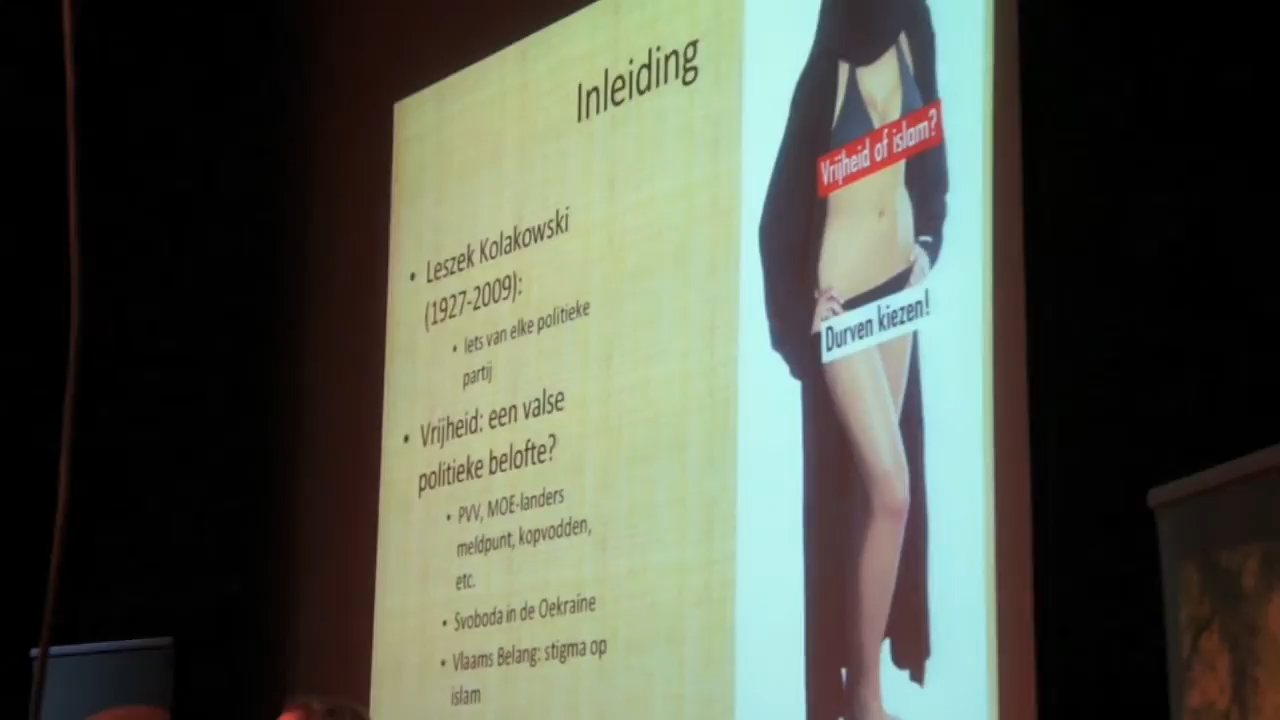 Inleiding
• Leszek Kolakowski
(1927-2009):
• Iets van elke politieke
partij
• Vrijheid: een valse
politieke belofte?
• PVV, MOE-landers
meldpunt, kopvodden,
etc.
• Svoboda in de Oekraïne
• Vlaams Belang: stigma op
islam
Vrijheid of islam?
Durven kiezen!